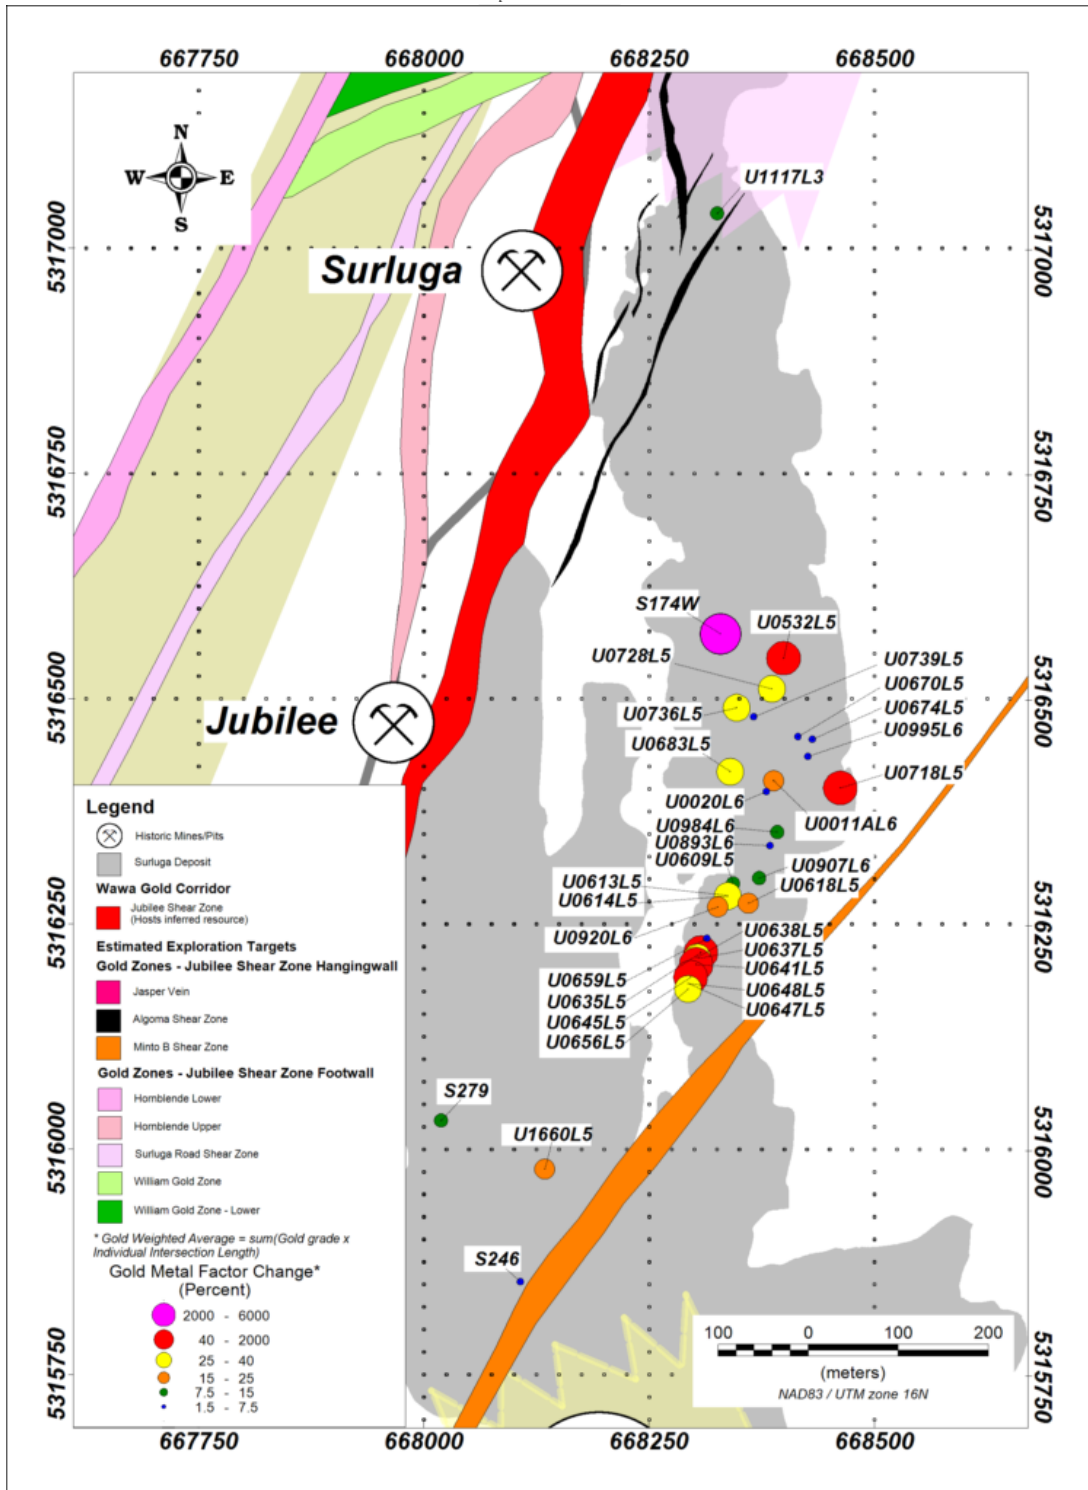 667750 668000 668250 668500
N
W E
S
U1117L3
5317000 5317000
Surluga
5316750 5316750
S174W
U0532L5
U0728L5
U0739L5
U0670L5
U0674L5
U0995L6
5316500 5316500
Jubilee
U0736L5
U0683L5
U0718L5
U0020L6
U0011AL6
U0984L6
U0893L6
U0609L5
U0907L6
U0613L5
U0618L5
U0614L5
5316250 5316250
U0920L6
U0638L5
U0637L5
U0659L5
U0641L5
U0635L5
U0648L5
U0645L5
U0647L5
U0656L5
S279
U1660L5
5316000 5316000
S246
5315750 5315750
Legend
Historic Mines/Pits
Surluga Deposit
Wawa Gold Corridor
Jubilee Shear Zone
(Hosts inferred resource)
Estimated Exploration Targets
Gold Zones - Jubilee Shear Zone Hangingwall
Jasper Vein
Algoma Shear Zone
Minto B Shear Zone
Gold Zones - Jubilee Shear Zone Footwall
Hornblende Lower
Hornblende Upper
Surluga Road Shear Zone
William Gold Zone
William Gold Zone - Lower
* Gold Weighted Average = sum(Gold grade x
Individual Intersection Length)
Gold Metal Factor Change*
(Percent)
2000 - 6000
40 - 2000
25 - 40
15 - 25
7.5 - 15
1.5 - 7.5
100 0 100 200
(meters)
NAD83 / UTM zone 16N
667750 668000 668250 668500